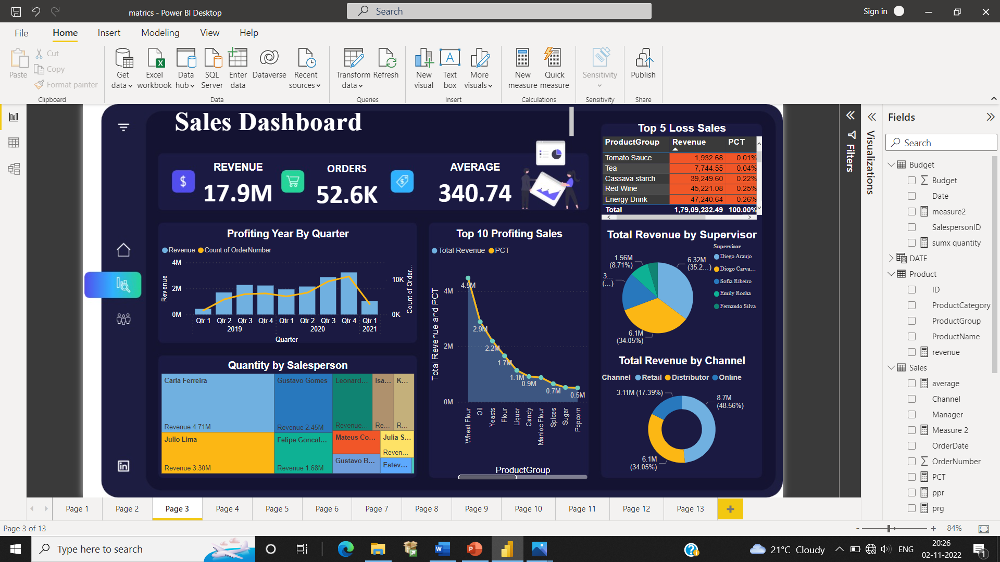 matrics - Power BI Desktop
Search
Sign in
File
Home
Insert
Modeling
View
Help
Paste
Cut
Copy
Format painter
Clipboard
Get data
Excel workbook
Data hub
SQL Server
Enter data
Dataverse
Recent sources
Data
Transform data
Refresh
Queries
New visual
Text box
More visuals
Insert
New measure
Quick measure
Calculations
Sensitivity
Sensitivity
Publish
Share
Sales Dashboard
REVENUE
17.9M
ORDERS
52.6K
AVERAGE
340.74
$
Top 5 Loss Sales
ProductGroup Revenue PCT
Tomato Sauce 1,932.68 0.01%
Tea 7,744.55 0.04%
Cassava starch 39,249.60 0.22%
Red Wine 45,221.08 0.25%
Energy Drink 47,240.64 0.26%
Total 1,79,09,232.49 100.00%
Profiting Year By Quarter
Revenue Count of OrderNumber
4M
2M
0M
Revenue
10K
0K
Count of Order...
Qtr 1 Qtr 2 Qtr 3 Qtr 4 Qtr 1 Qtr 2 Qtr 3 Qtr 4 Qtr 1
2019 2020 2021
Quarter
Top 10 Profiting Sales
Total Revenue PCT
Total Revenue and PCT
4M
2M
0M
4.5M
2.9M
2.2M
1.7M
1.1M
0.9M
0.7M
0.5M
Wheat Flour
Oil
Yeasts
Flour
Liquor
Candy
Manioc Flour
Spices
Sugar
Popcorn
ProductGroup
Total Revenue by Supervisor
Supervisor
Diego Araujo
Diogo Carva...
Sofia Ribeiro
Emily Rocha
Fernando Silva
1.56M
(8.71%)
6.32M
(35.2...)
3...
(...)
6.1M
(34.05%)
Quantity by Salesperson
Carla Ferreira
Revenue 4.71M
Julio Lima
Revenue 3.30M
Gustavo Gomes
Revenue 2.45M
Felipe Goncal...
Revenue 1.68M
Leonard...
Revenue...
Isa...
Re...
K...
R...
Mateus Co...
Gustavo B...
Julia S...
Reven...
Estev...
Total Revenue by Channel
Channel Retail Distributor Online
3.11M (17.39%)
8.7M
(48.56%)
6.1M
(34.05%)
in
Filters
Visualizations
Fields
Search
Budget
Budget
Date
measure2
SalespersonID
sumx quantity
DATE
Product
ID
ProductCategory
ProductGroup
ProductName
revenue
Sales
average
Channel
Manager
Measure 2
OrderDate
OrderNumber
PCT
ppr
prg
Page 1
Page 2
Page 3
Page 4
Page 5
Page 6
Page 7
Page 8
Page 9
Page 10
Page 11
Page 12
Page 13
+
Page 3 of 13
- + 84%
Type here to search
21°C Cloudy
ENG
20:26
02-11-2022
1